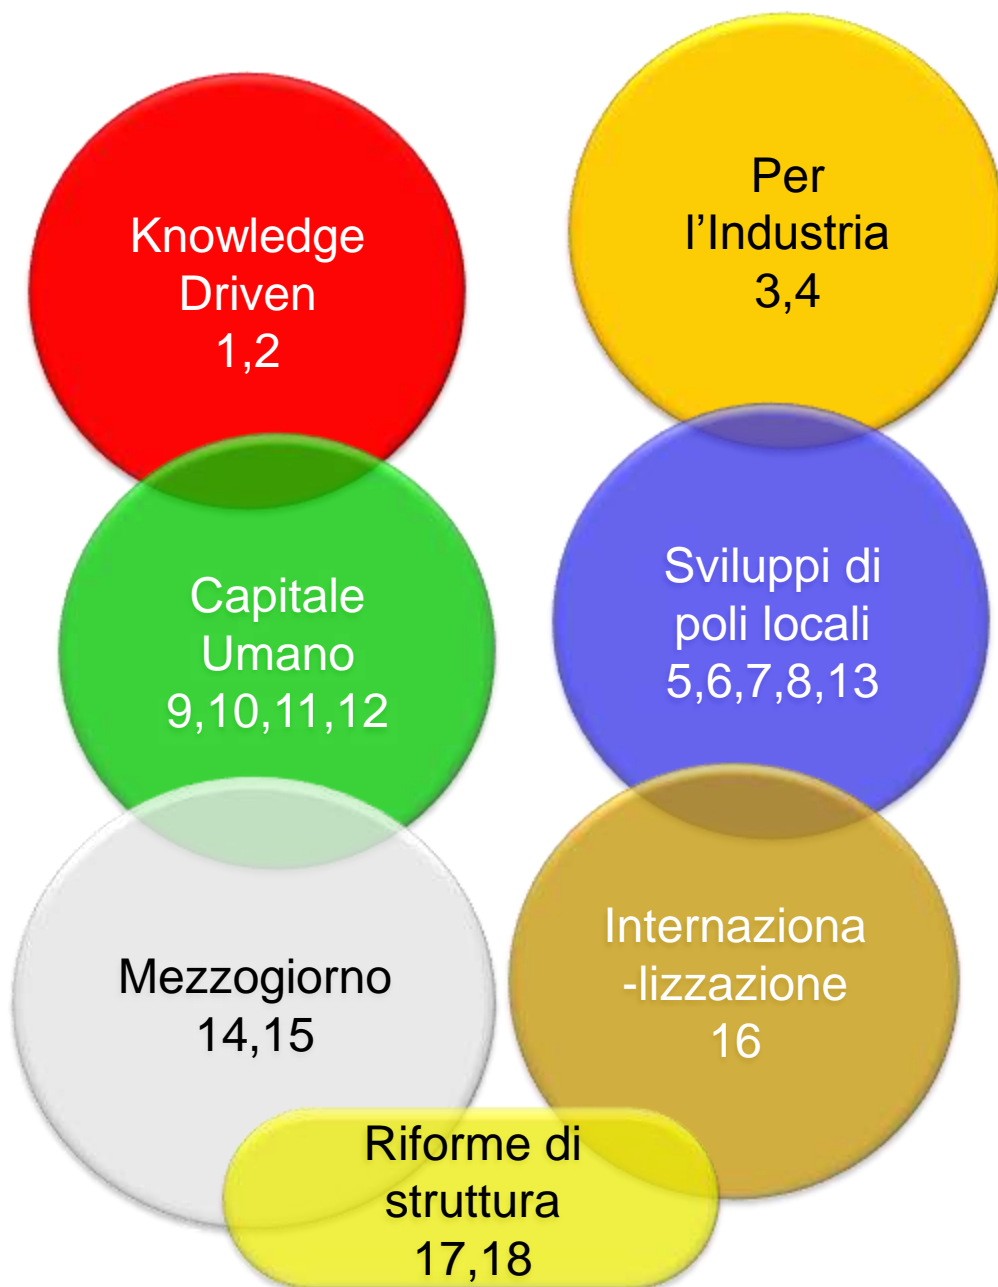 Knowledge
Driven
1,2
Per
l’Industria
3,4
Capitale
Umano
9,10,11,12
Sviluppi di
poli locali
5,6,7,8,13
Mezzogiorno
14,15
Internaziona
-lizzazione
16
Riforme di
struttura
17,18